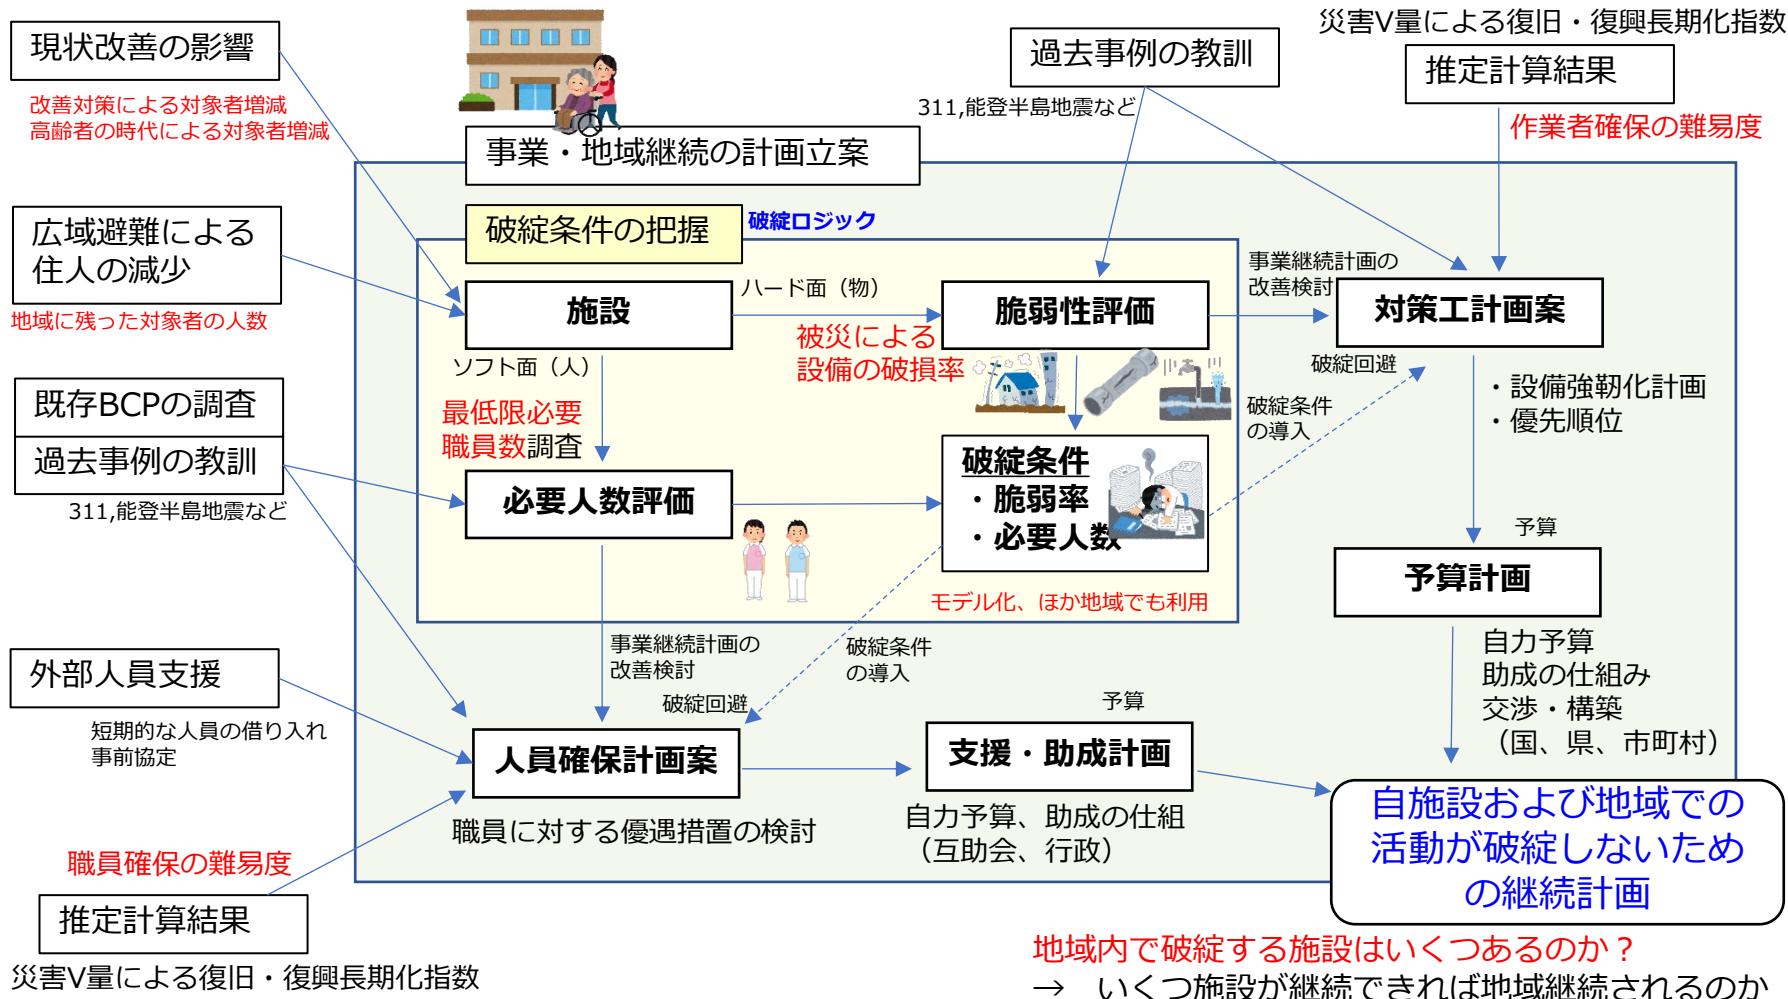 災害V量による復旧・復興長期化指数
現状改善の影響
過去事例の教訓
推定計算結果
改善対策による対象者増減
高齢者の時代による対象者増減
311,能登半島地震など
作業者確保の難易度
事業・地域継続の計画立案
広域避難による
住人の減少
地域に残った対象者の人数
破綻条件の把握
破綻ロジック
施設
ハード面（物）
脆弱性評価
事業継続計画の
改善検討
対策工計画案
被災による
設備の破損率
ソフト面（人）
破綻回避
既存BCPの調査
過去事例の教訓
311,能登半島地震など
最低限必要
職員数調査
破綻条件
の導入
・設備強靭化計画
・優先順位
必要人数評価
破綻条件
・脆弱率
・必要人数
予算
予算計画
モデル化、ほか地域でも利用
事業継続計画の
改善検討
破綻条件
の導入
破綻回避
自力予算
助成の仕組み
交渉・構築
（国、県、市町村）
外部人員支援
短期的な人員の借り入れ
事前協定
予算
人員確保計画案
支援・助成計画
職員に対する優遇措置の検討
自力予算、助成の仕組
（互助会、行政）
自施設および地域での
活動が破綻しないため
の継続計画
職員確保の難易度
推定計算結果
災害V量による復旧・復興長期化指数
地域内で破綻する施設はいくつあるのか？
→　いくつ施設が継続できれば地域継続されるのか